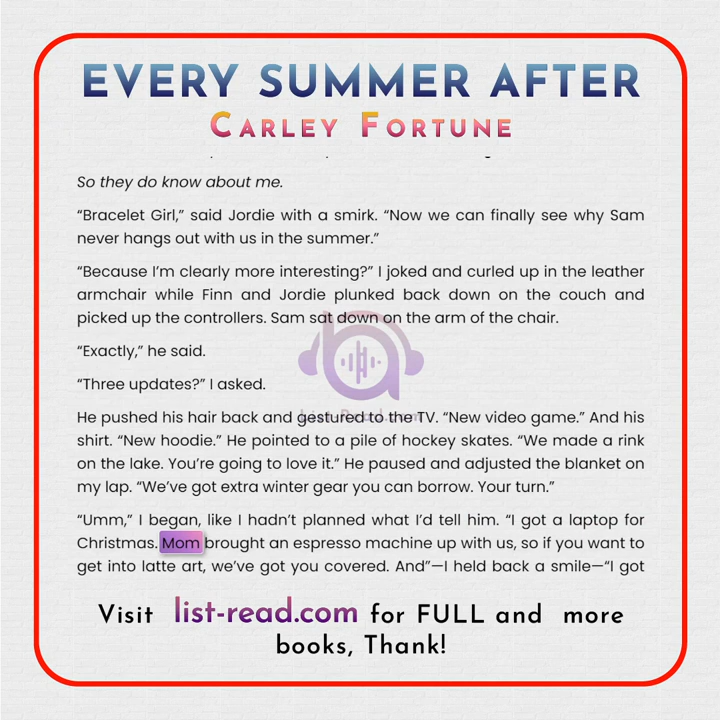 EVERY SUMMER AFTER
CARLEY FORTUNE
So they do know about me.
“Bracelet Girl,” said Jordie with a smirk. “Now we can finally see why Sam
never hangs out with us in the summer.”
“Because I’m clearly more interesting?” I joked and curled up in the leather
armchair while Finn and Jordie plunked back down on the couch and
picked up the controllers. Sam sat down on the arm of the chair.
“Exactly,” he said.
“Three updates?” I asked.
He pushed his hair back and gestured to the TV. “New video game.” And his
List-Read.com
shirt. “New hoodie.” He pointed to a pile of hockey skates. “We made a rink
on the lake. You’re going to love it.” He paused and adjusted the blanket on
my lap. “We’ve got extra winter gear you can borrow. Your turn.”
“Umm,” I began, like I hadn’t planned what I’d tell him. “I got a laptop for
Christmas. Mom brought an espresso machine up with us, so if you want to
get into latte art, we’ve got you covered. And”—I held back a smile—“I got
Visit list-read.com for FULL and more
books, Thank!